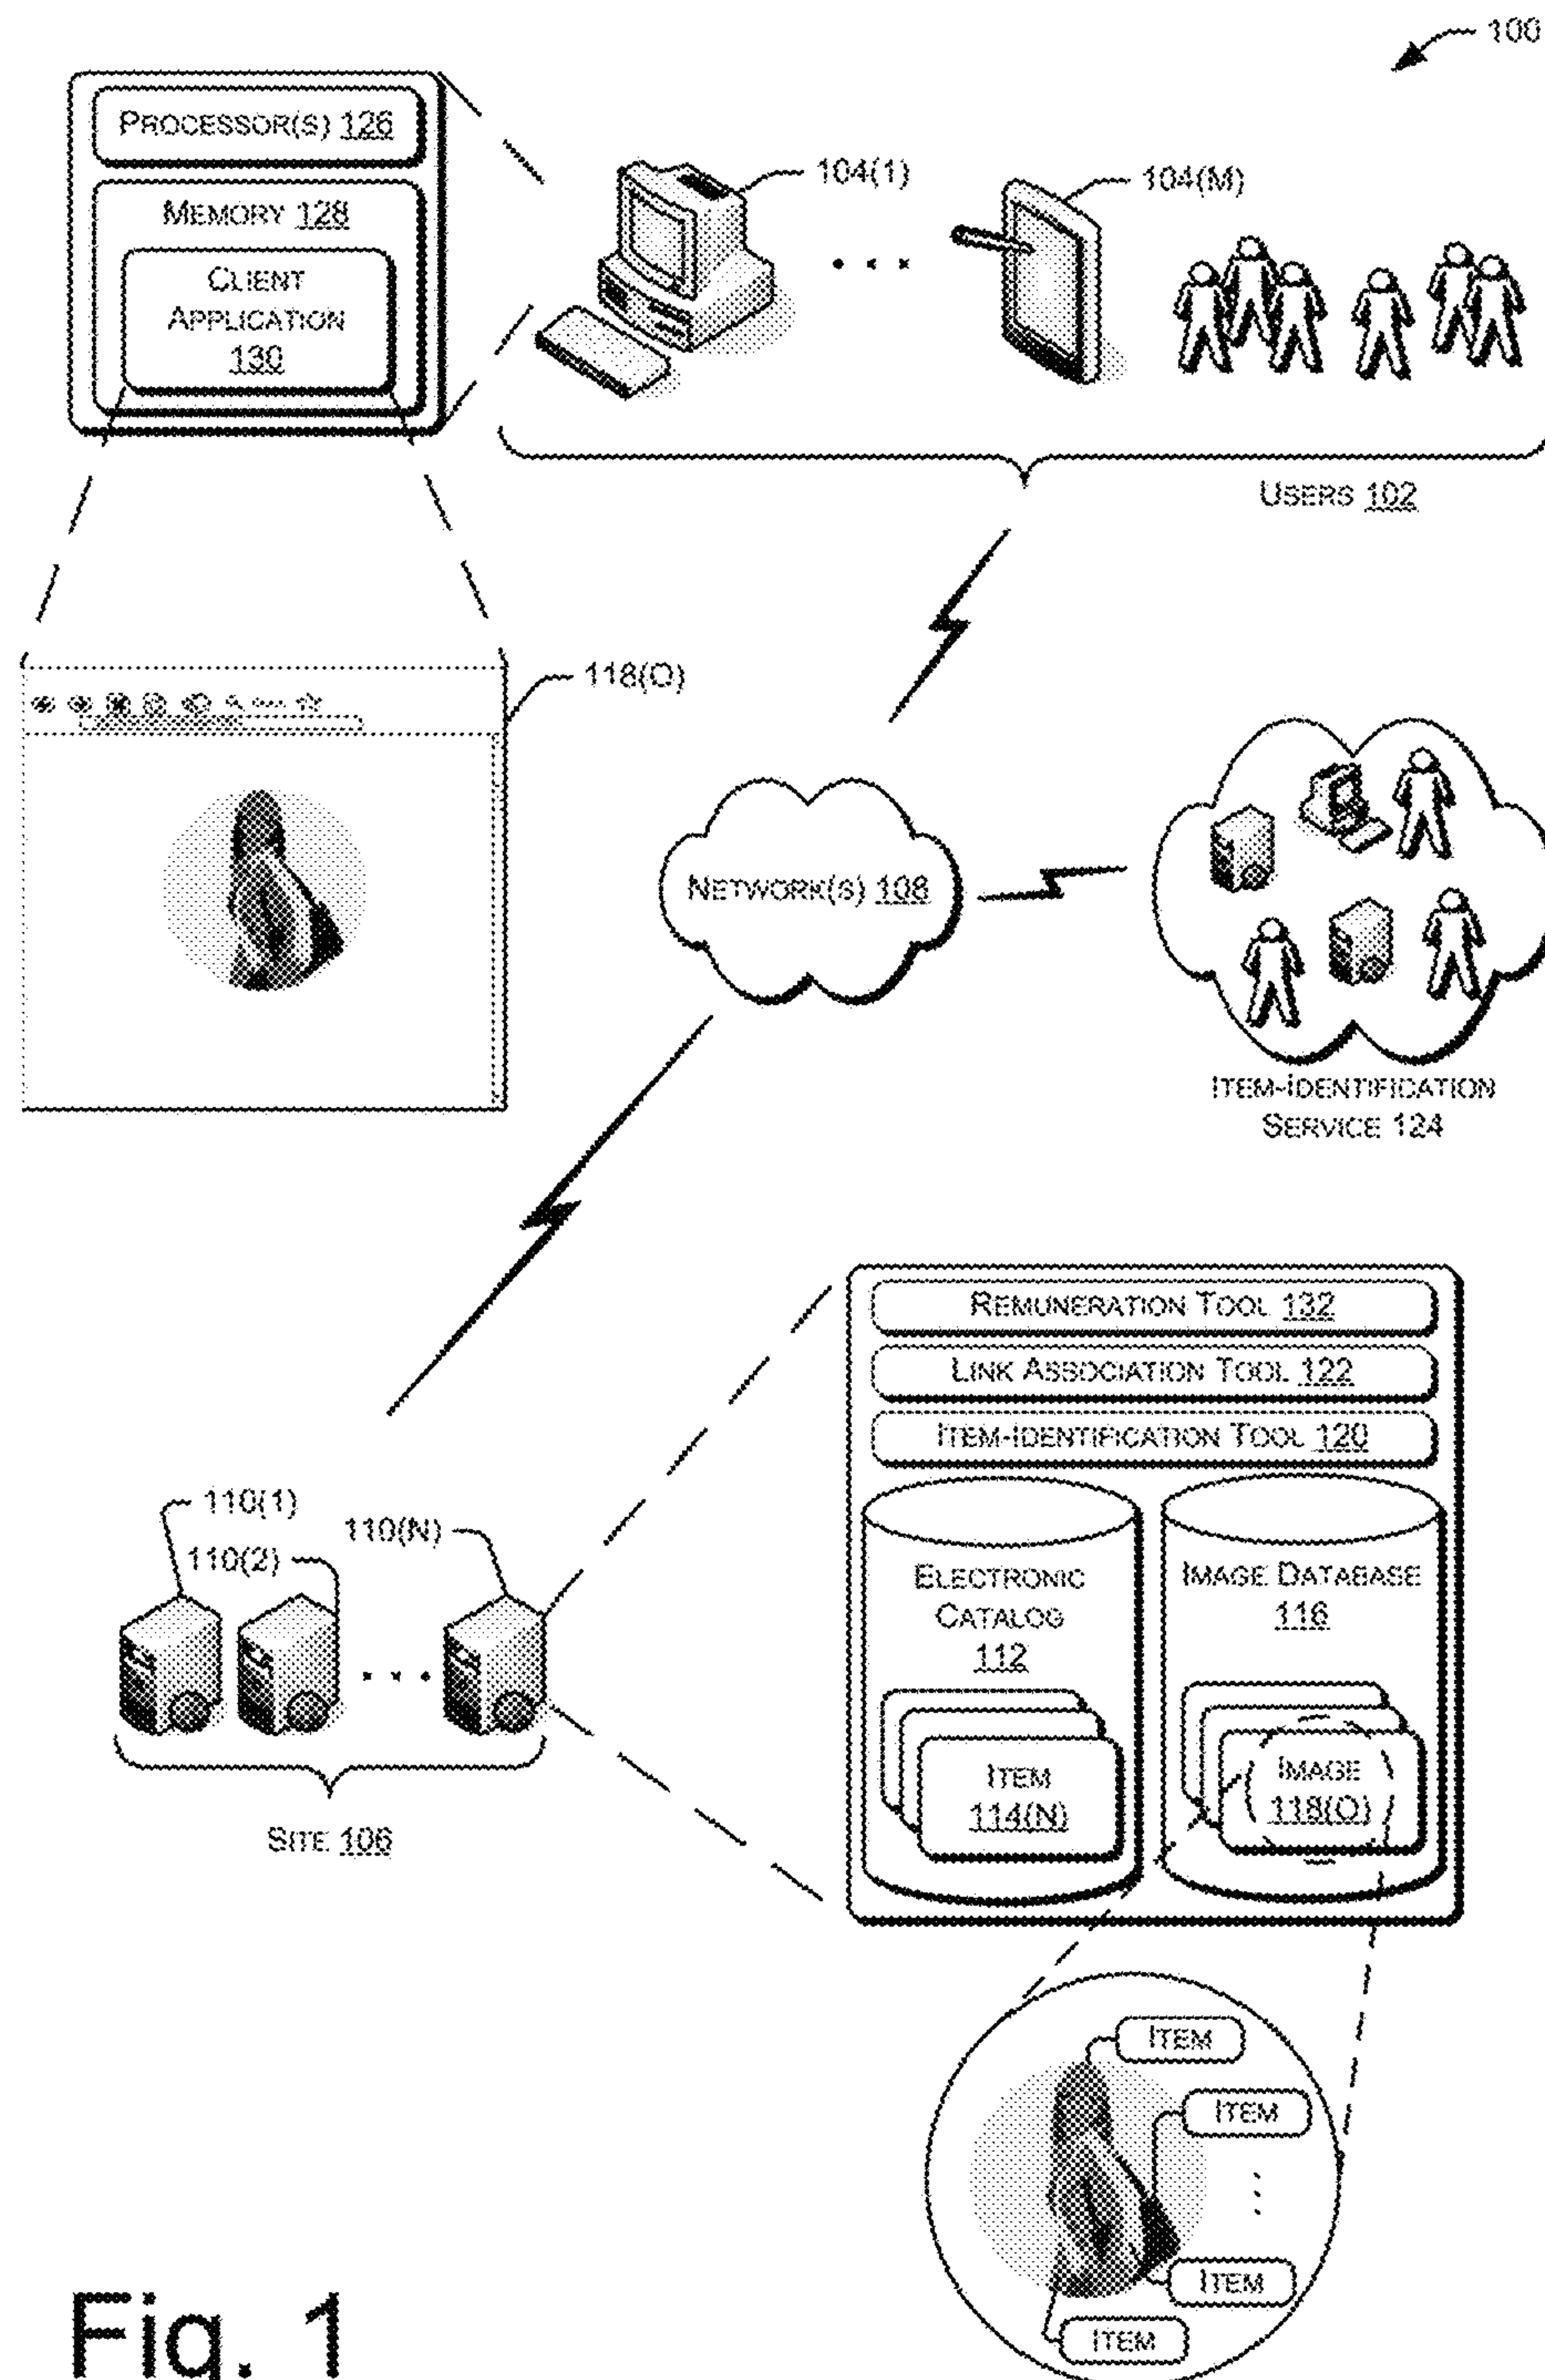 100
PROCESSOR(S) 126
MEMORY 128
CLIENT
APPLICATION
130
104(1)
104(M)
USERS 102
118(O)
NETWORK(S) 108
ITEM-IDENTIFICATION
SERVICE 124
REMUNERATION TOOL 132
LINK ASSOCIATION TOOL 122
ITEM-IDENTIFICATION TOOL 120
110(1)
110(2)
110(N)
SITE 106
ELECTRONIC
CATALOG
112
ITEM
114(N)
IMAGE DATABASE
116
IMAGE
118(O)
ITEM
ITEM
ITEM
ITEM
Fig. 1